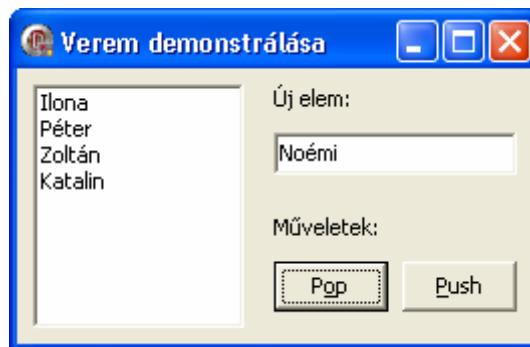 Verem demonstrálása
Ilona
Péter
Zoltán
Katalin
Új elem:
Noémi
Műveletek:
Pop
Push